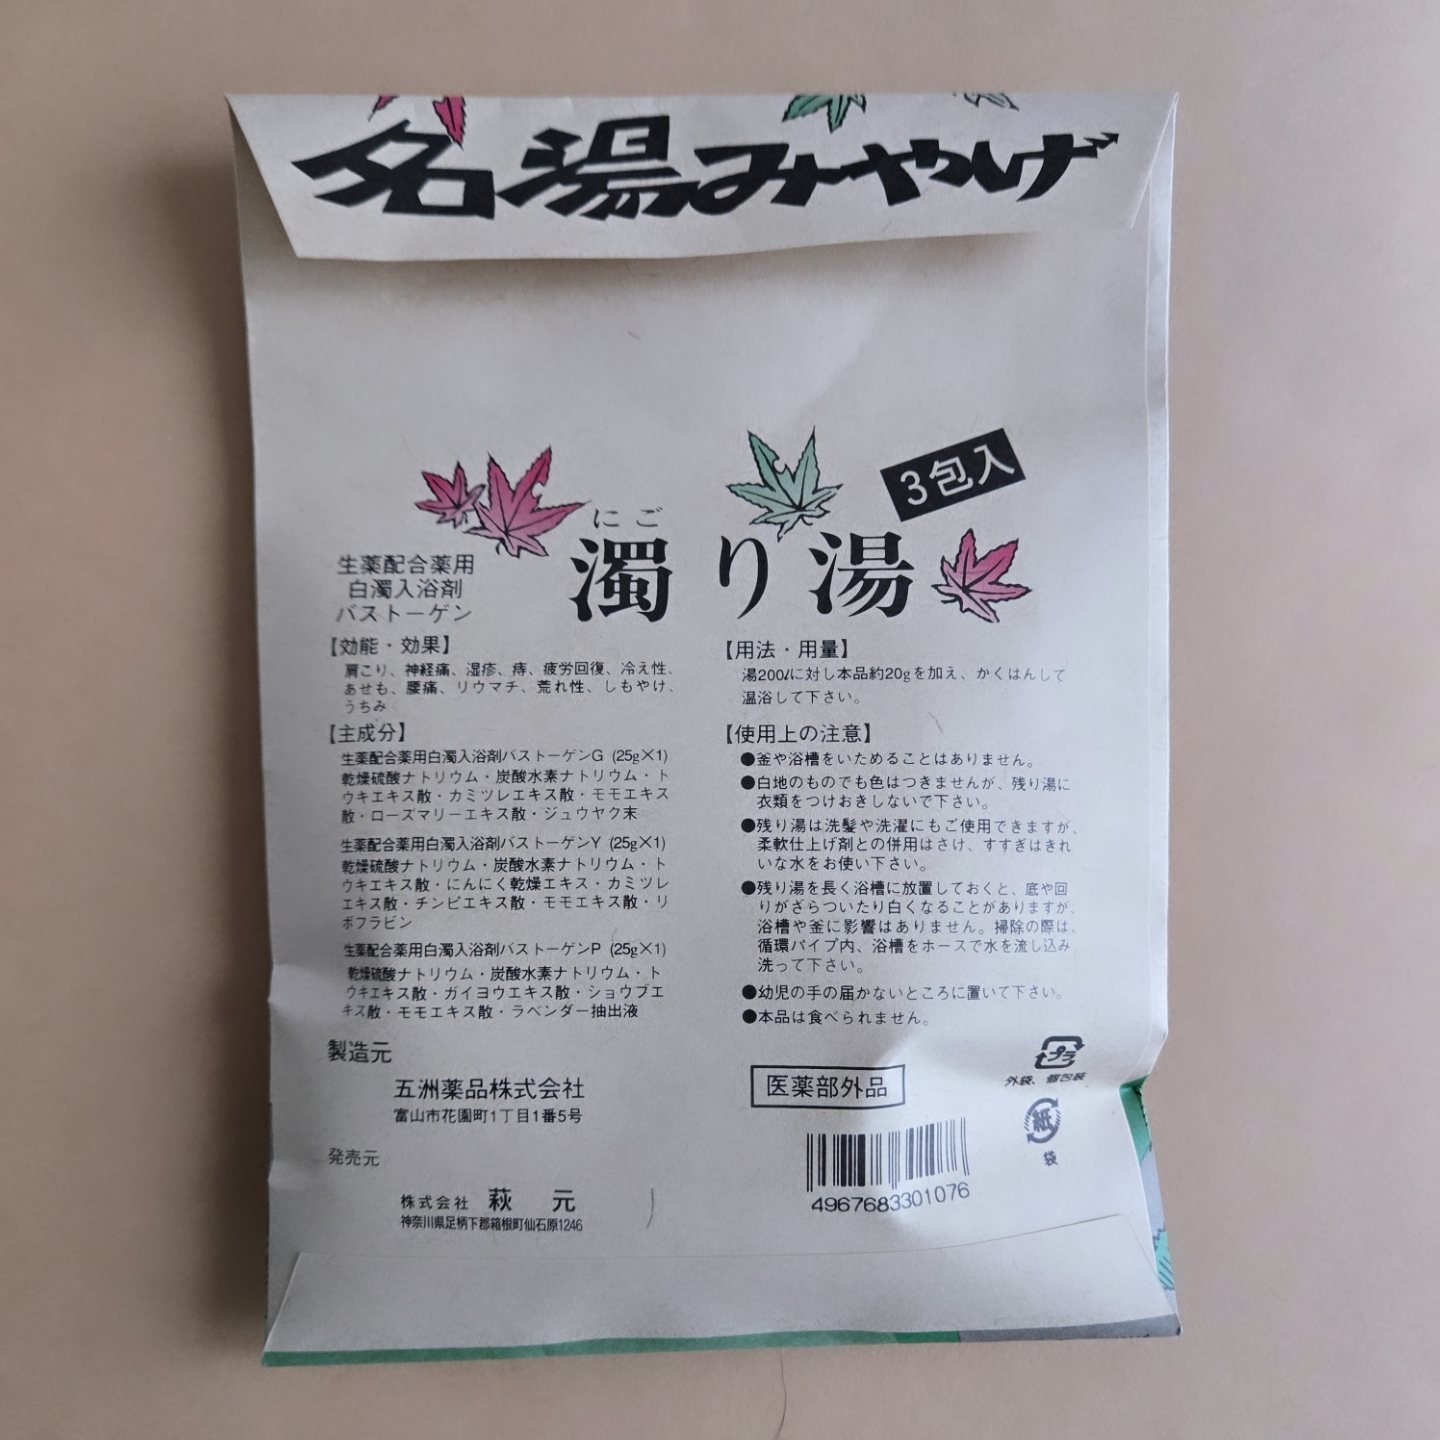 名湯みやげ
3包入
にご
濁り湯
生薬配合薬用
白濁入浴剤
バストーゲン
【効能・効果】
肩こり、神経痛、湿疹、痔、疲労回復、冷え性、
あせも、腰痛、リウマチ、荒れ性、しもやけ、
うちみ
【主成分】
生薬配合薬用白濁入浴剤バストーゲンG (25g×1)
乾燥硫酸ナトリウム・炭酸水素ナトリウム・ト
ウキエキス散・カミツレエキス散・モモエキス
散・ローズマリーエキス散・ジュウヤク末
生薬配合薬用白濁入浴剤バストーゲンY (25g×1)
乾燥硫酸ナトリウム・炭酸水素ナトリウム・ト
ウキエキス散・にんにく乾燥エキス・カミツレ
エキス散・チンピエキス散・モモエキス散・リ
ボフラビン
生薬配合薬用白濁入浴剤バストーゲンP (25g×1)
乾燥硫酸ナトリウム・炭酸水素ナトリウム・ト
ウキエキス散・ガイヨウエキス散・ショウブエ
キス散・モモエキス散・ラベンダー抽出液
製造元
五洲薬品株式会社
富山市花園町1丁目1番5号
発売元
株式会社 萩 元
神奈川県足柄下郡箱根町仙石原1246
【用法・用量】
湯200ℓに対し本品約20gを加え、かくはんして
温浴して下さい。
【使用上の注意】
●釜や浴槽をいためることはありません。
●白地のものでも色はつきませんが、残り湯に
衣類をつけおきしないで下さい。
●残り湯は洗髪や洗濯にもご使用できますが、
柔軟仕上げ剤との併用はさけ、すすぎはきれ
いな水をお使い下さい。
●残り湯を長く浴槽に放置しておくと、底や回
りがざらついたり白くなることがありますが、
浴槽や釜に影響はありません。掃除の際は、
循環パイプ内、浴槽をホースで水を流し込み
洗って下さい。
●幼児の手の届かないところに置いて下さい。
●本品は食べられません。
医薬部外品
プラ
外袋、個包装
紙
袋
4967683301076